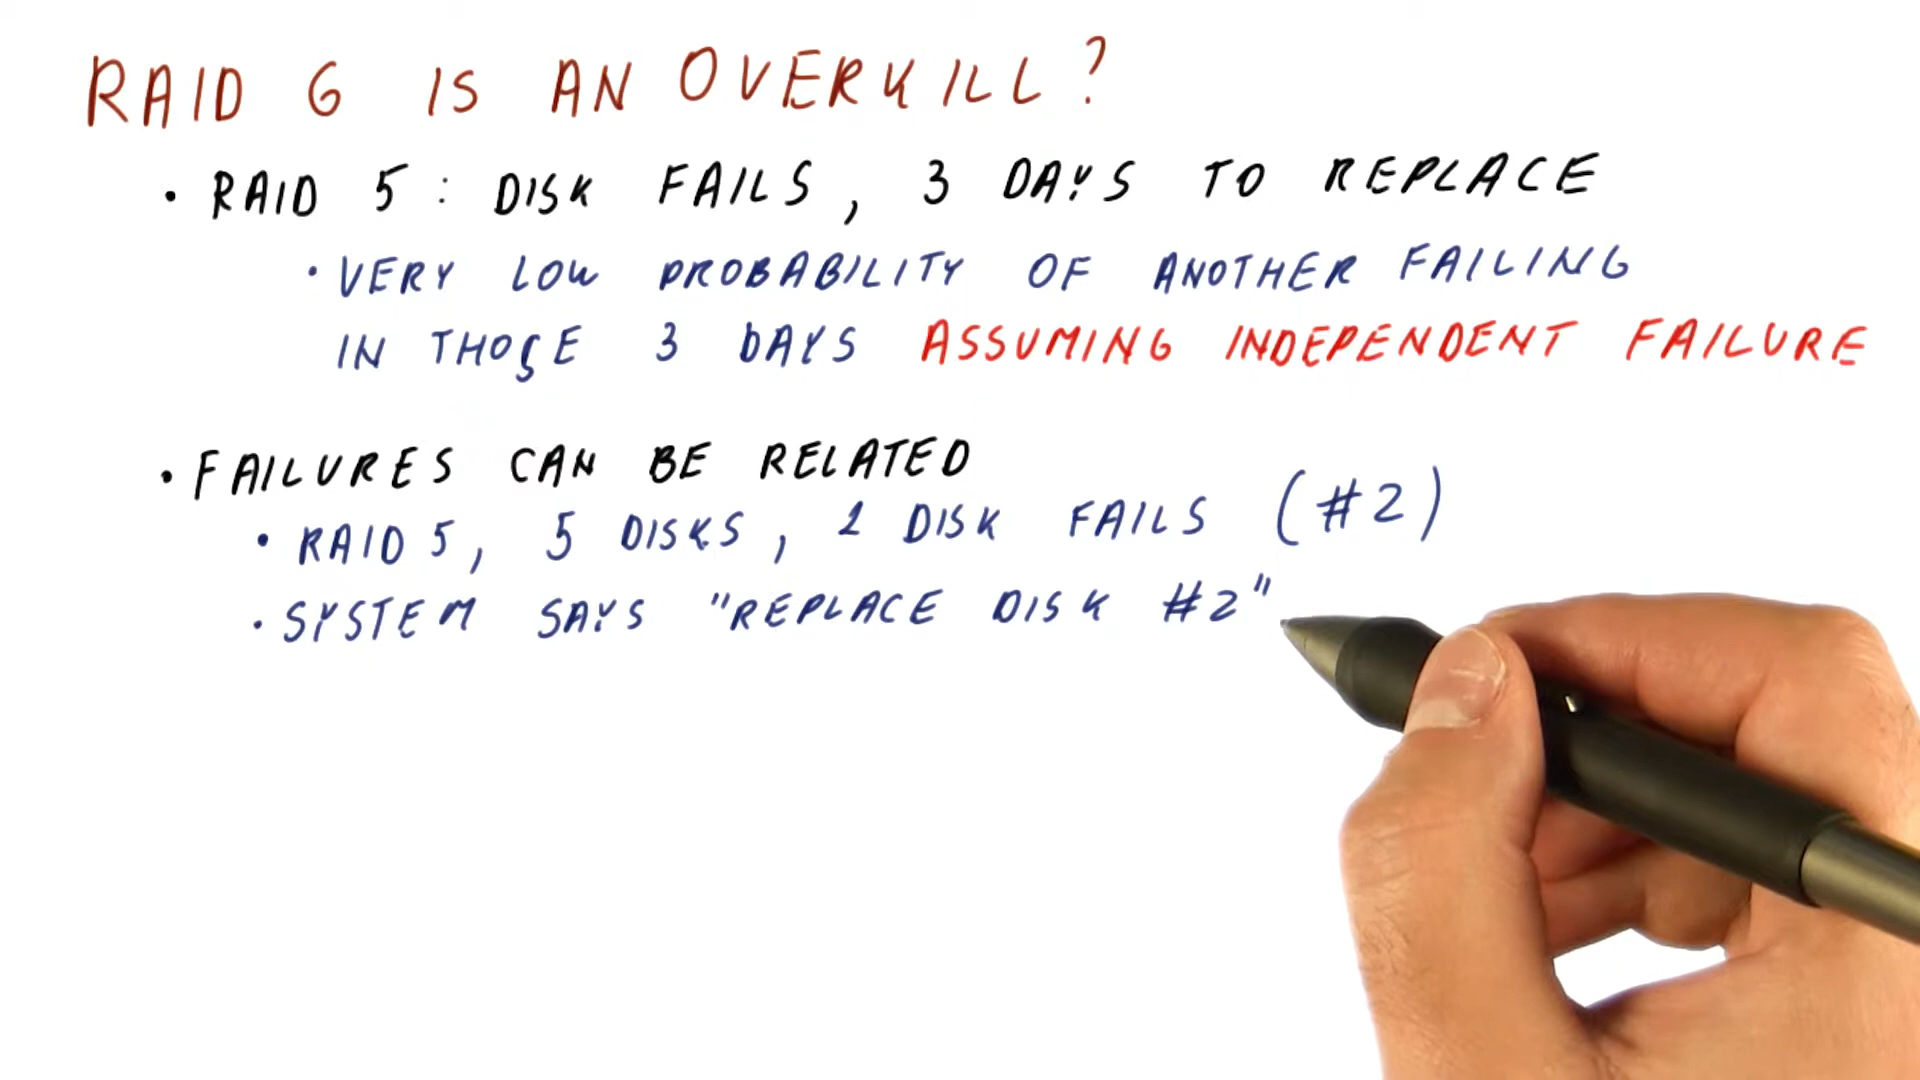 RAID 6 IS AN OVERKILL?
• RAID 5: DISK FAILS, 3 DAYS TO REPLACE
• VERY LOW PROBABILITY OF ANOTHER FAILING
IN THOSE 3 DAYS ASSUMING INDEPENDENT FAILURE
• FAILURES CAN BE RELATED
• RAID 5, 5 DISKS, 1 DISK FAILS (#2)
• SYSTEM SAYS "REPLACE DISK #2"